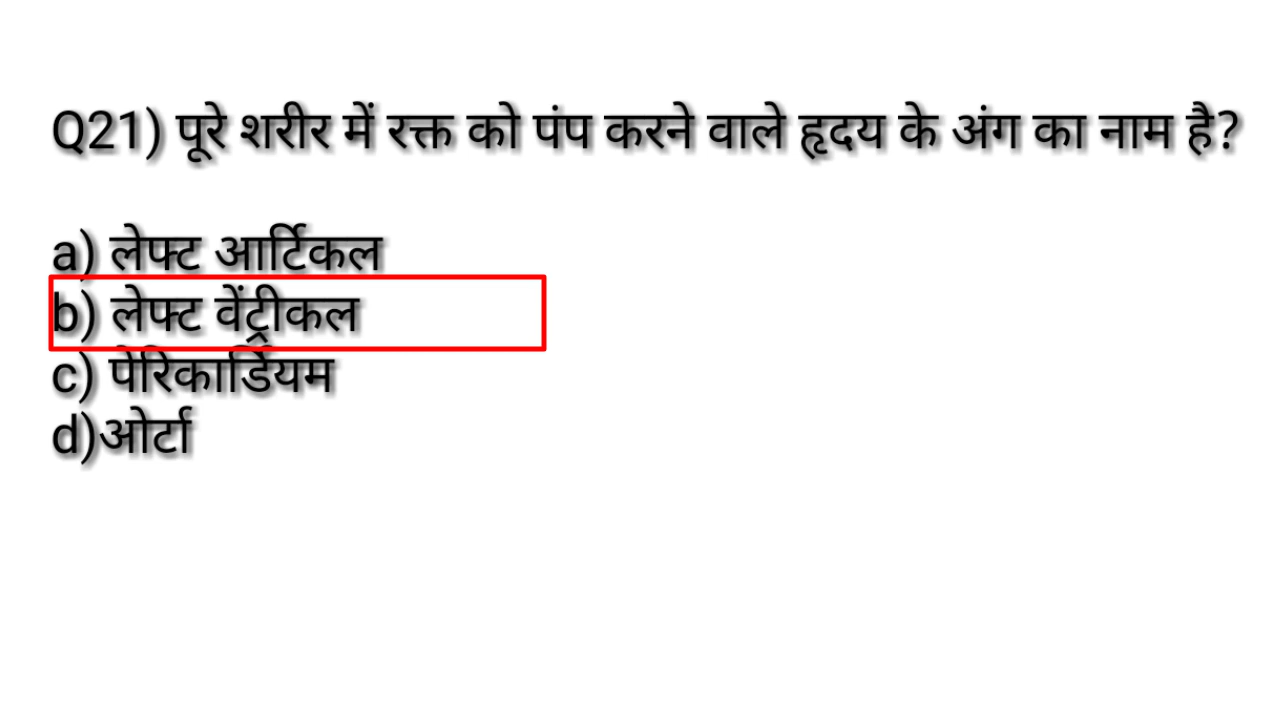 Q21) पूरे शरीर में रक्त को पंप करने वाले हृदय के अंग का नाम है?
a) लेफ्ट आर्टिकल
b) लेफ्ट वेंट्रीकल
c) पेरिकार्डियम
d)ओर्टा